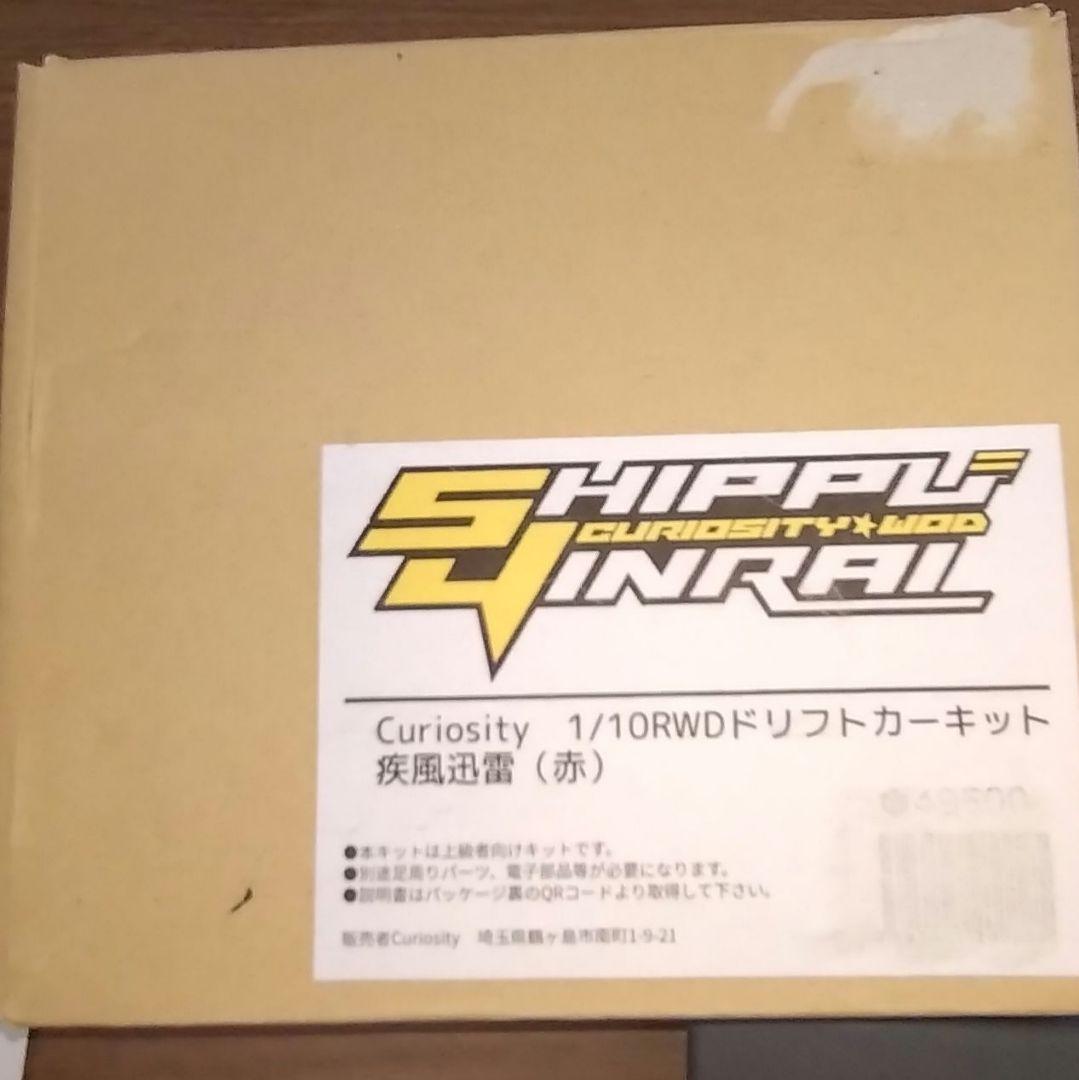 SHIPPU
CURIOSITY★WOD
JINRAI
Curiosity 1/10RWDドリフトカーキット
疾風迅雷（赤）
●本キットは上級者向けキットです。
●別途足周りパーツ、電子部品等が必要になります。
●説明書はパッケージ裏のQRコードより取得して下さい。
販売者Curiosity 埼玉県鶴ヶ島市南町1-9-21